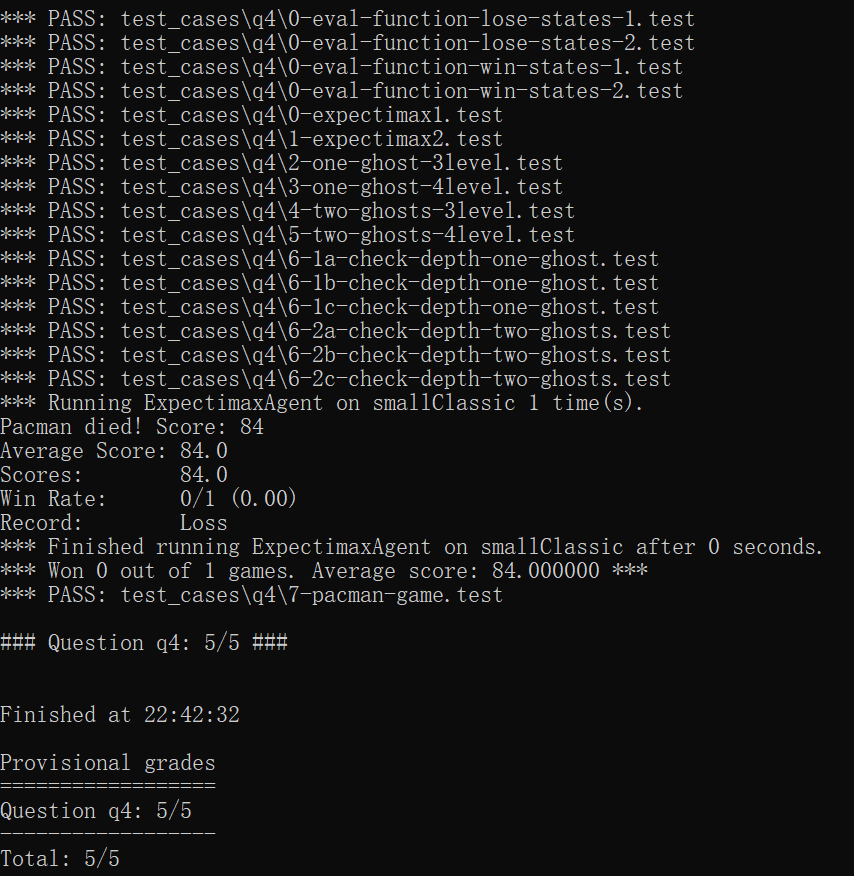 *** PASS: test_cases\q4\0-eval-function-lose-states-1.test
*** PASS: test_cases\q4\0-eval-function-lose-states-2.test
*** PASS: test_cases\q4\0-eval-function-win-states-1.test
*** PASS: test_cases\q4\0-eval-function-win-states-2.test
*** PASS: test_cases\q4\0-expectimax1.test
*** PASS: test_cases\q4\1-expectimax2.test
*** PASS: test_cases\q4\2-one-ghost-3level.test
*** PASS: test_cases\q4\3-one-ghost-4level.test
*** PASS: test_cases\q4\4-two-ghosts-3level.test
*** PASS: test_cases\q4\5-two-ghosts-4level.test
*** PASS: test_cases\q4\6-1a-check-depth-one-ghost.test
*** PASS: test_cases\q4\6-1b-check-depth-one-ghost.test
*** PASS: test_cases\q4\6-1c-check-depth-one-ghost.test
*** PASS: test_cases\q4\6-2a-check-depth-two-ghosts.test
*** PASS: test_cases\q4\6-2b-check-depth-two-ghosts.test
*** PASS: test_cases\q4\6-2c-check-depth-two-ghosts.test
*** Running ExpectimaxAgent on smallClassic 1 time(s).
Pacman died! Score: 84
Average Score: 84.0
Scores:        84.0
Win Rate:      0/1 (0.00)
Record:        Loss
*** Finished running ExpectimaxAgent on smallClassic after 0 seconds.
*** Won 0 out of 1 games. Average score: 84.000000 ***
*** PASS: test_cases\q4\7-pacman-game.test
### Question q4: 5/5 ###
Finished at 22:42:32
Provisional grades
==================
Question q4: 5/5
------------------
Total: 5/5